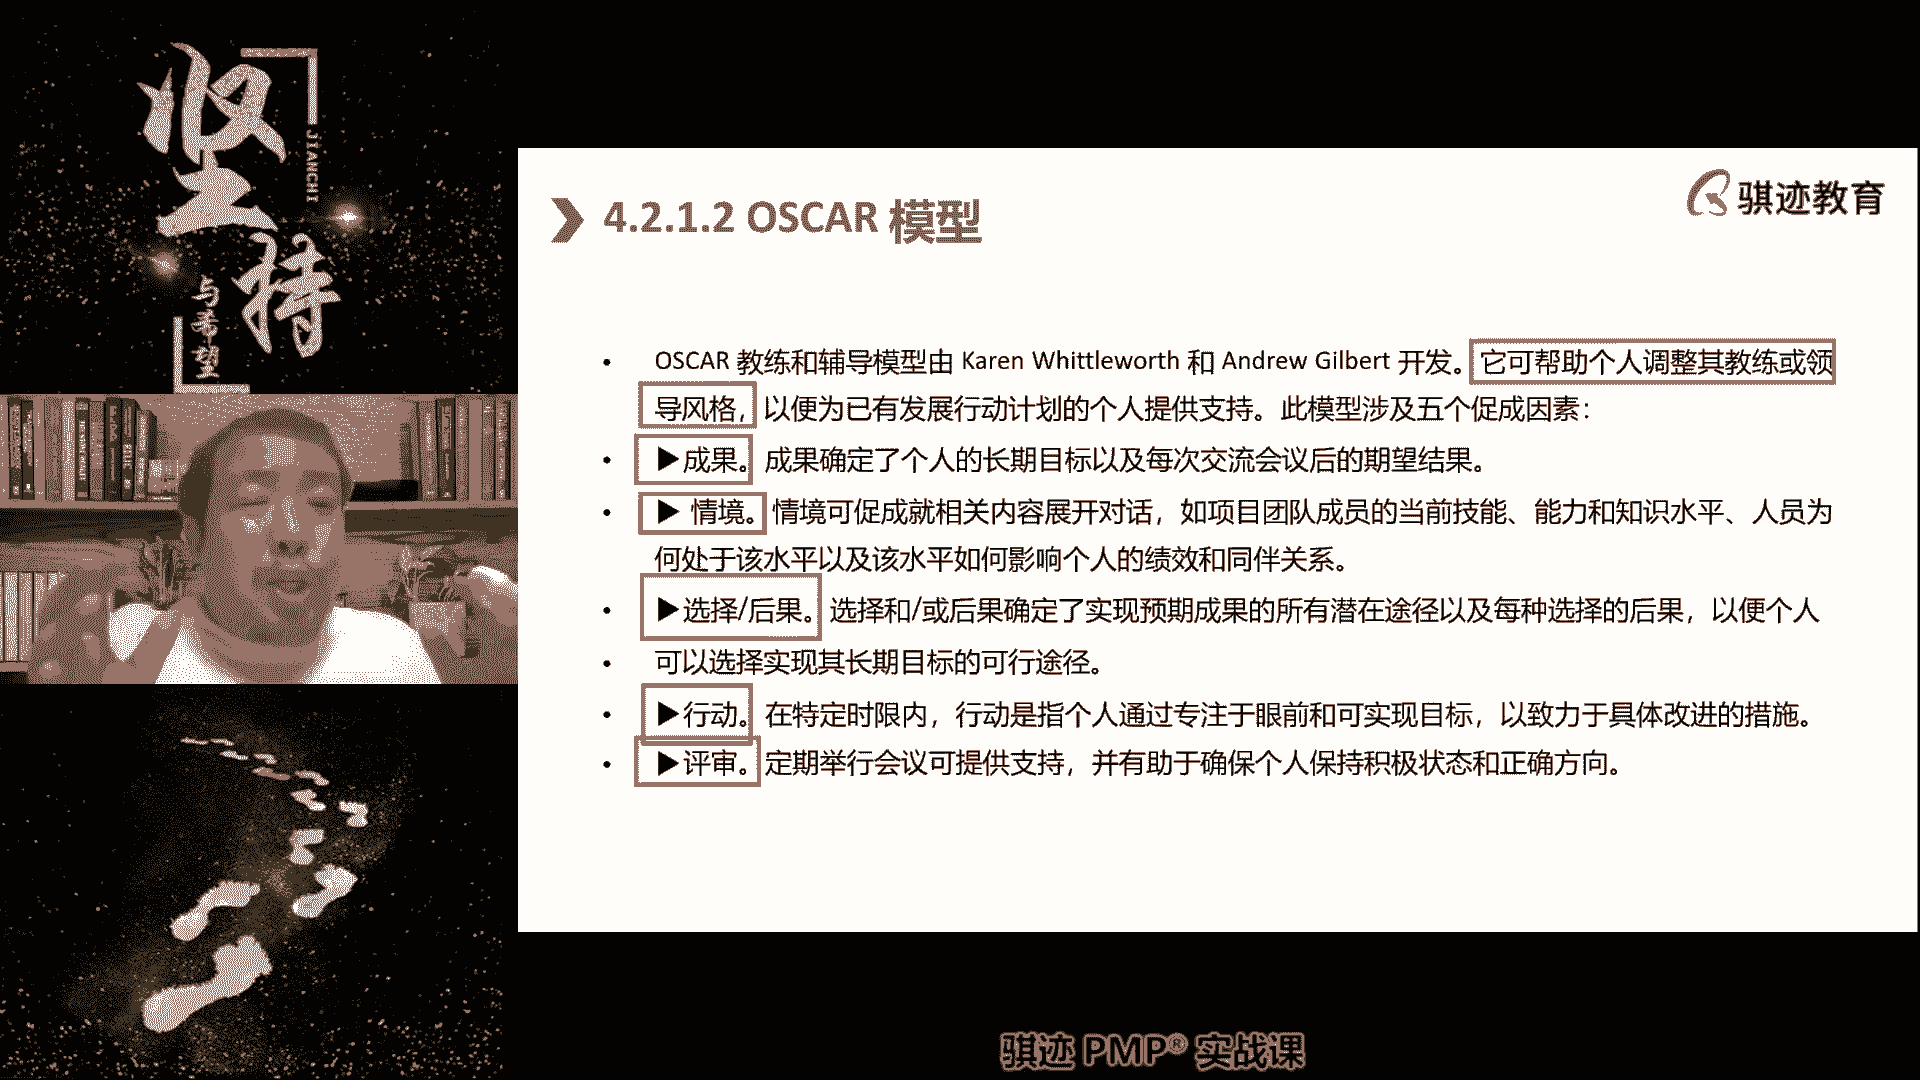 坚持
JIANCHI
与希望
骐迹教育
4.2.1.2 OSCAR 模型
• OSCAR 教练和辅导模型由 Karen Whittleworth 和 Andrew Gilbert 开发。它可帮助个人调整其教练或领
导风格，以便为已有发展行动计划的个人提供支持。此模型涉及五个促成因素：
• ▶成果。成果确定了个人的长期目标以及每次交流会议后的期望结果。
• ▶ 情境。情境可促成就相关内容展开对话，如项目团队成员的当前技能、能力和知识水平、人员为
何处于该水平以及该水平如何影响个人的绩效和同伴关系。
• ▶选择/后果。选择和/或后果确定了实现预期成果的所有潜在途径以及每种选择的后果，以便个人
• 可以选择实现其长期目标的可行途径。
• ▶行动。在特定时限内，行动是指个人通过专注于眼前和可实现目标，以致力于具体改进的措施。
• ▶评审。定期举行会议可提供支持，并有助于确保个人保持积极状态和正确方向。
骐迹 PMP® 实战课